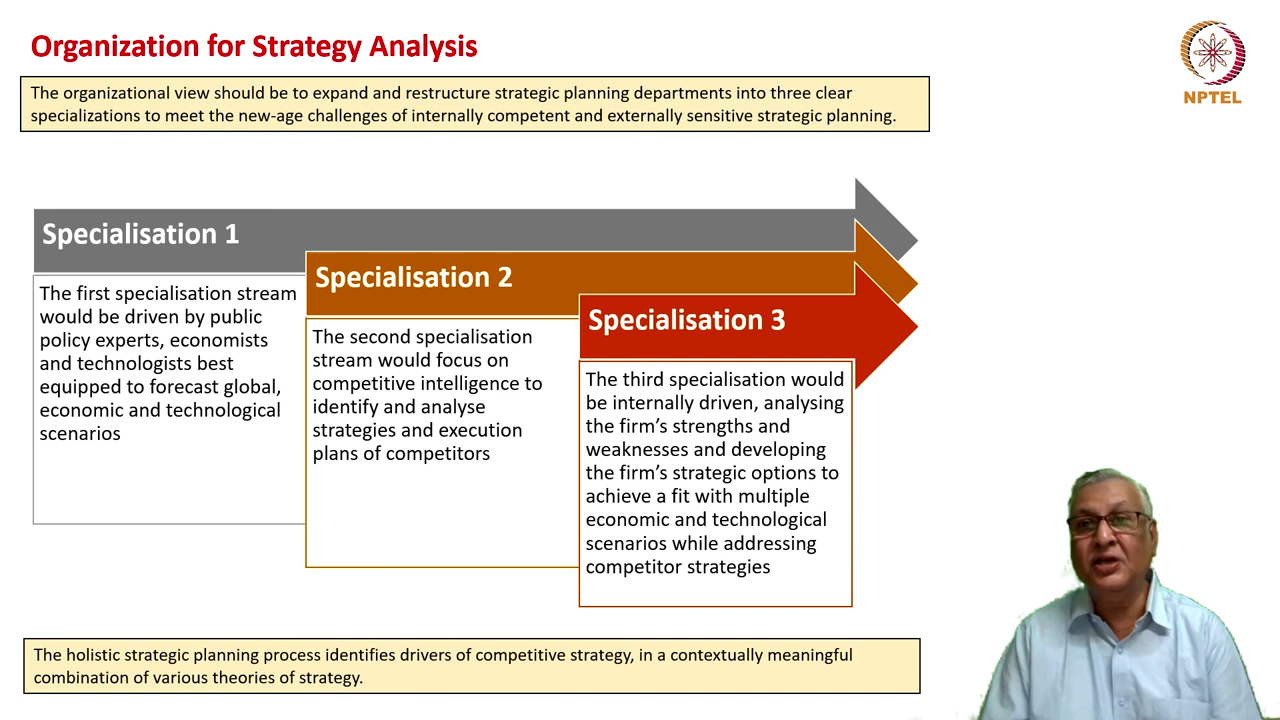 Organization for Strategy Analysis
NPTEL
The organizational view should be to expand and restructure strategic planning departments into three clear
specializations to meet the new-age challenges of internally competent and externally sensitive strategic planning.
Specialisation 1
The first specialisation stream
would be driven by public
policy experts, economists
and technologists best
equipped to forecast global,
economic and technological
scenarios
Specialisation 2
The second specialisation
stream would focus on
competitive intelligence to
identify and analyse
strategies and execution
plans of competitors
Specialisation 3
The third specialisation would
be internally driven, analysing
the firm’s strengths and
weaknesses and developing
the firm’s strategic options to
achieve a fit with multiple
economic and technological
scenarios while addressing
competitor strategies
The holistic strategic planning process identifies drivers of competitive strategy, in a contextually meaningful
combination of various theories of strategy.